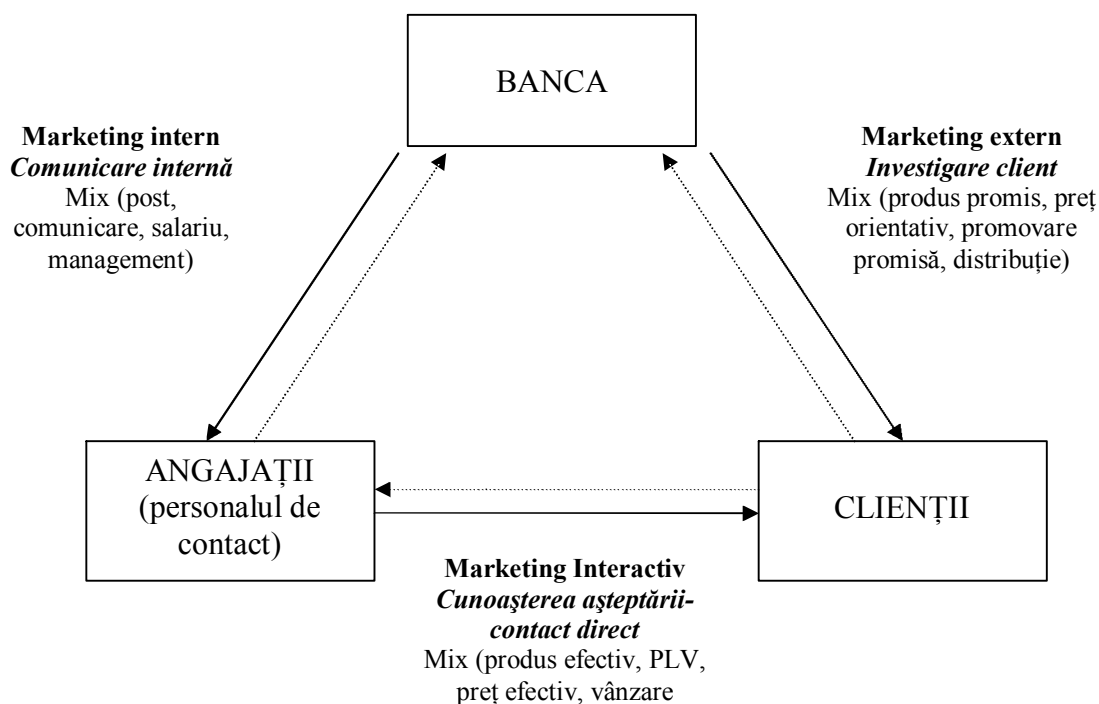 BANCA
Marketing intern
Comunicare internă
Mix (post,
comunicare, salariu,
management)
Marketing extern
Investigare client
Mix (produs promis, preț
orientativ, promovare
promisă, distribuție)
ANGAJAȚII
(personalul de
contact)
CLIENȚII
Marketing Interactiv
Cunoaşterea aşteptării-
contact direct
Mix (produs efectiv, PLV,
preț efectiv, vânzare